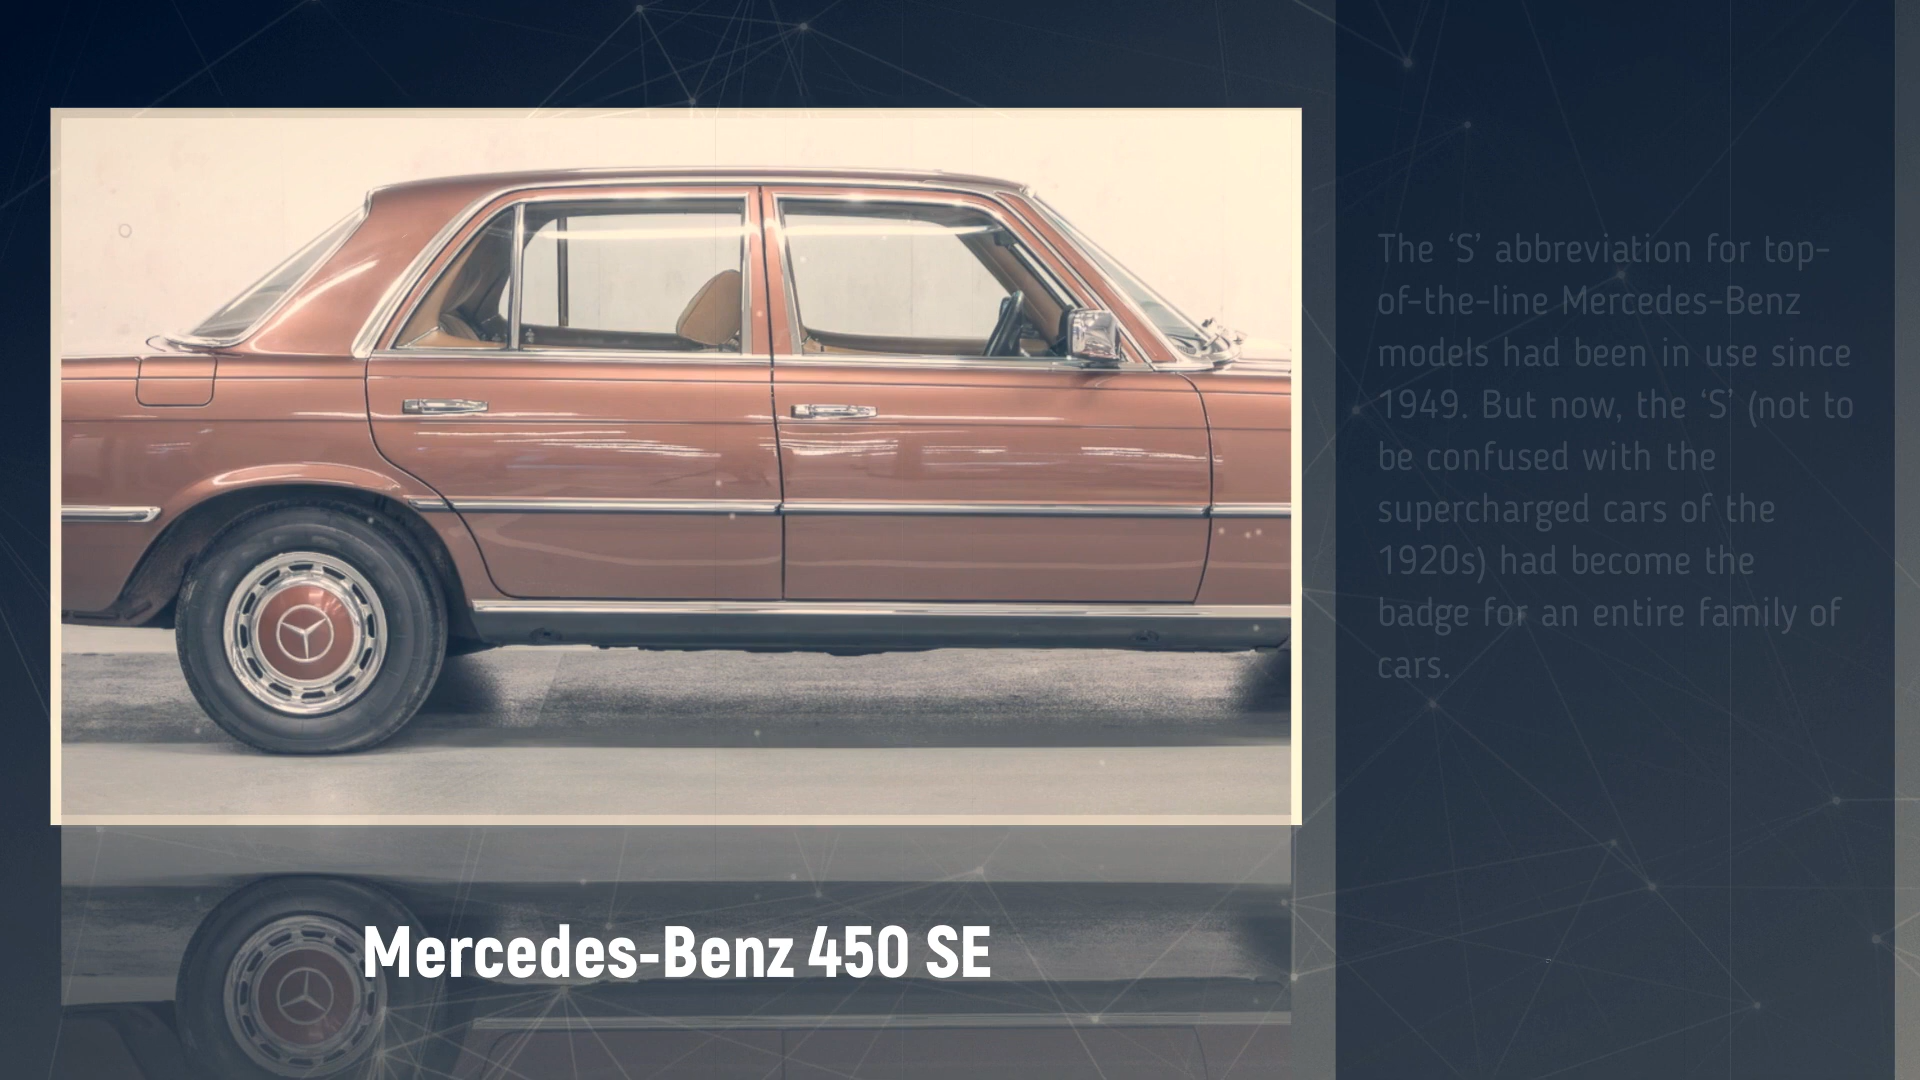 Mercedes-Benz 450 SE
The ‘S’ abbreviation for top-
of-the-line Mercedes-Benz
models had been in use since
1949. But now, the ‘S’ (not to
be confused with the
supercharged cars of the
1920s) had become the
badge for an entire family of
cars.